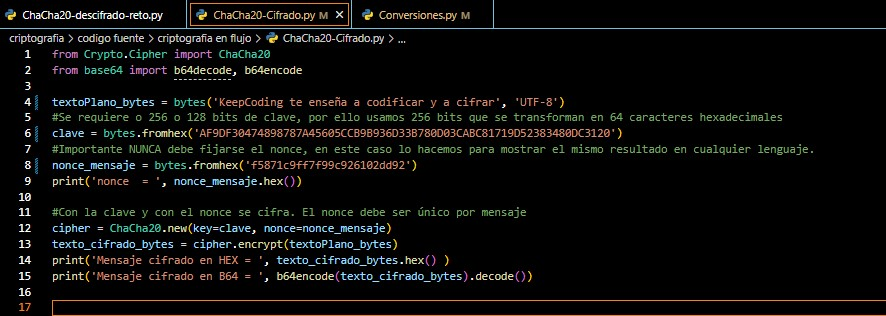 ChaCha20-descifrado-reto.py ChaCha20-Cifrado.py M Conversiones.py M
criptografia > codigo fuente > criptografía en flujo > ChaCha20-Cifrado.py > ...
1 from Crypto.Cipher import ChaCha20
2 from base64 import b64decode, b64encode
3
4 textoPlano_bytes = bytes('KeepCoding te enseña a codificar y a cifrar', 'UTF-8')
5 #Se requiere o 256 o 128 bits de clave, por ello usamos 256 bits que se transforman en 64 caracteres hexadecimales
6 clave = bytes.fromhex('AF9DF30474898787A45605CCB9B936D33B780D03CABC81719D52383480DC3120')
7 #Importante NUNCA debe fijarse el nonce, en este caso lo hacemos para mostrar el mismo resultado en cualquier lenguaje.
8 nonce_mensaje = bytes.fromhex('f5871c9ff7f99c926102dd92')
9 print('nonce  = ', nonce_mensaje.hex())
10
11 #Con la clave y con el nonce se cifra. El nonce debe ser único por mensaje
12 cipher = ChaCha20.new(key=clave, nonce=nonce_mensaje)
13 texto_cifrado_bytes = cipher.encrypt(textoPlano_bytes)
14 print('Mensaje cifrado en HEX = ', texto_cifrado_bytes.hex() )
15 print('Mensaje cifrado en B64 = ', b64encode(texto_cifrado_bytes).decode())
16
17